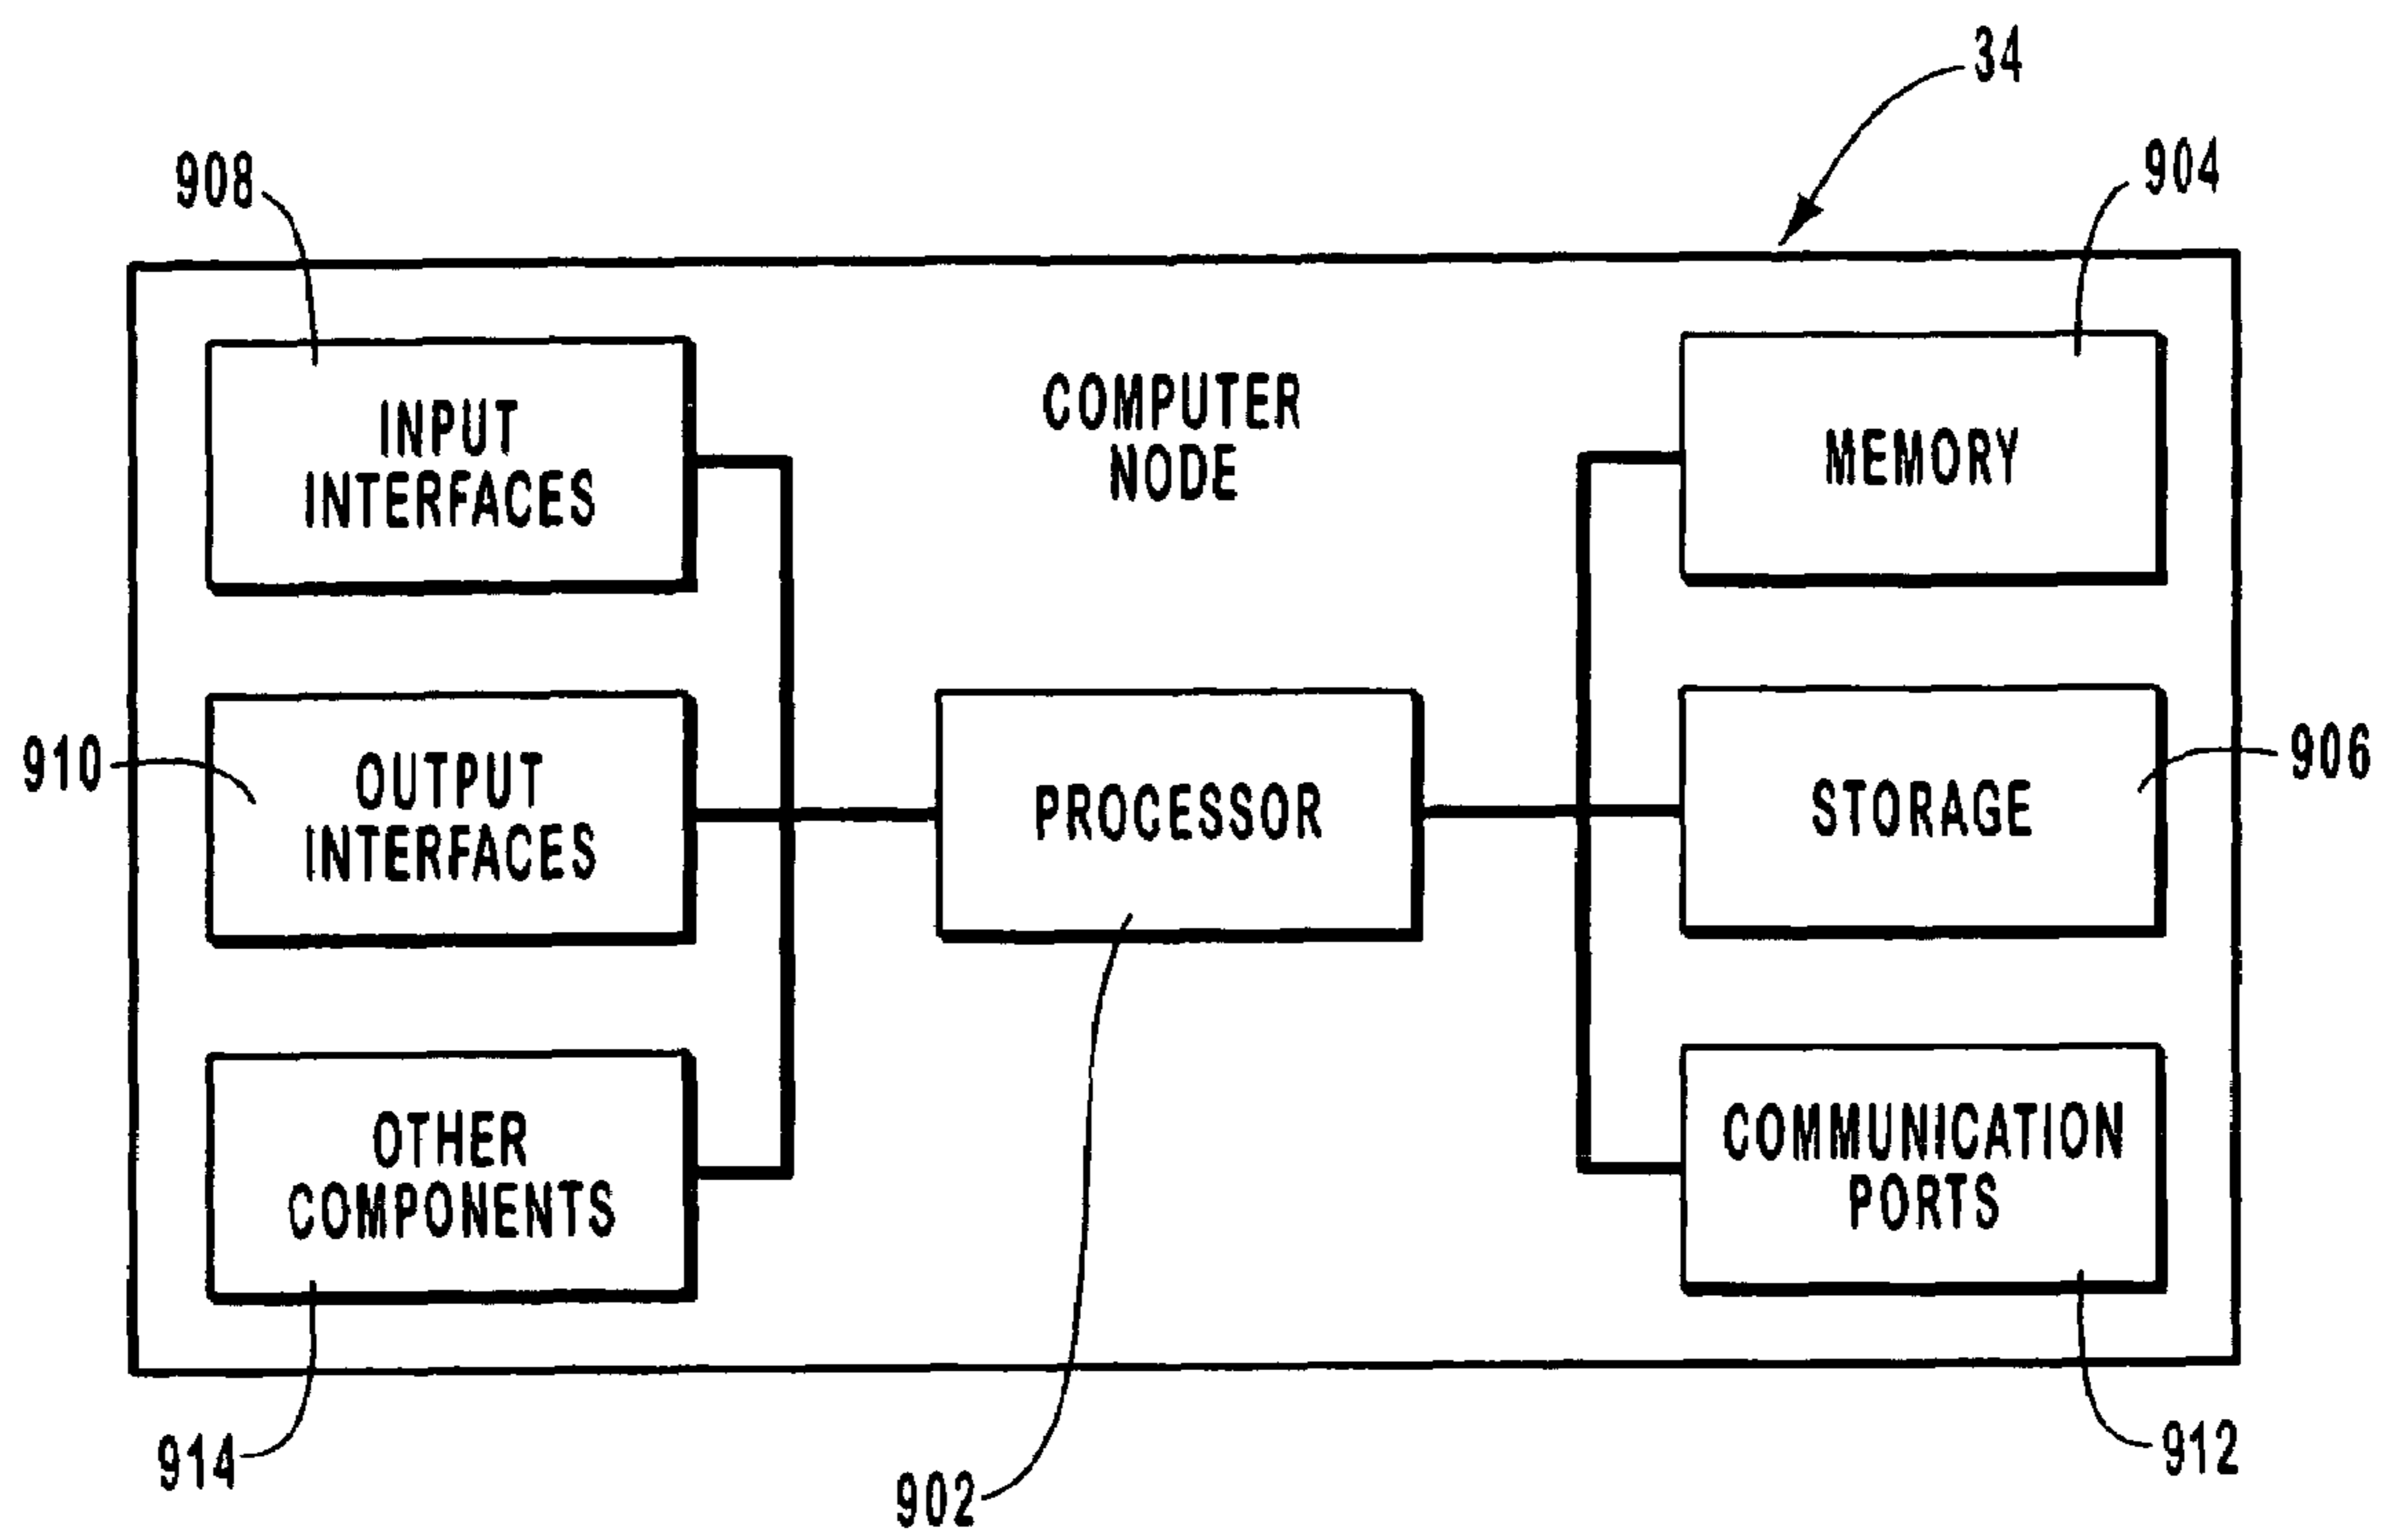 34
908
904
INPUT
INTERFACES
COMPUTER
NODE
MEMORY
910
OUTPUT
INTERFACES
PROCESSOR
STORAGE
906
OTHER
COMPONENTS
COMMUNICATION
PORTS
914
902
912